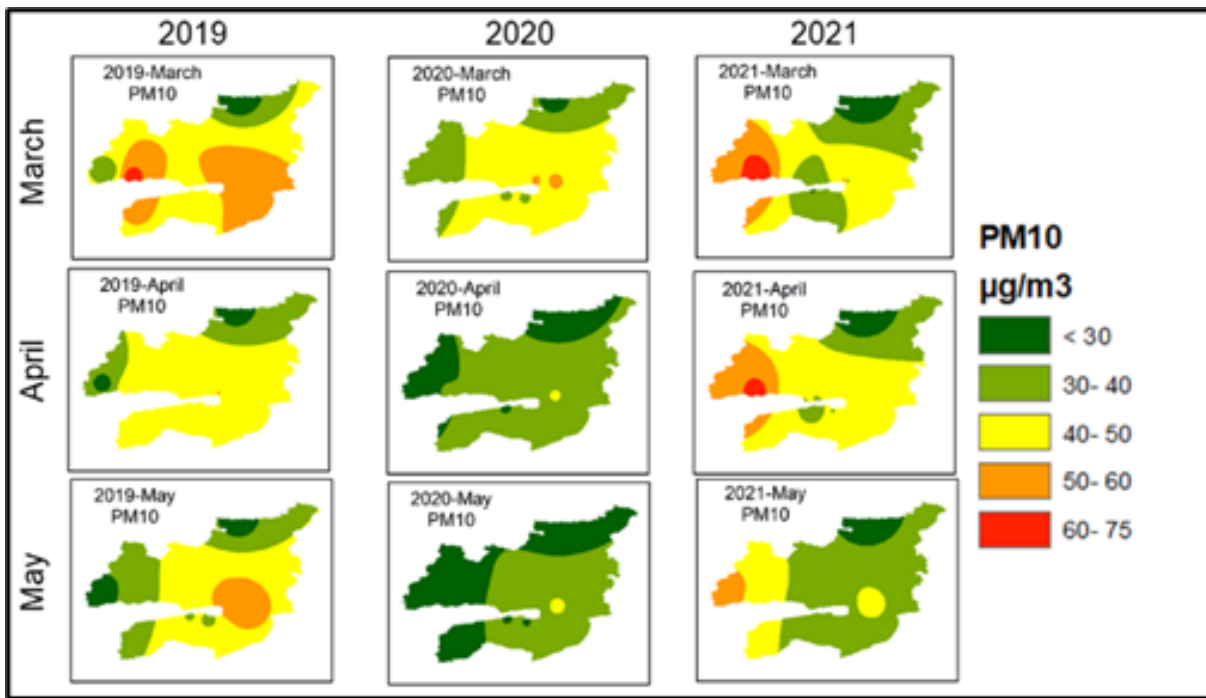 2019
2020
2021
March
2019-March
PM10
2020-March
PM10
2021-March
PM10
April
2019-April
PM10
2020-April
PM10
2021-April
PM10
May
2019-May
PM10
2020-May
PM10
2021-May
PM10
PM10
µg/m3
< 30
30- 40
40- 50
50- 60
60- 75